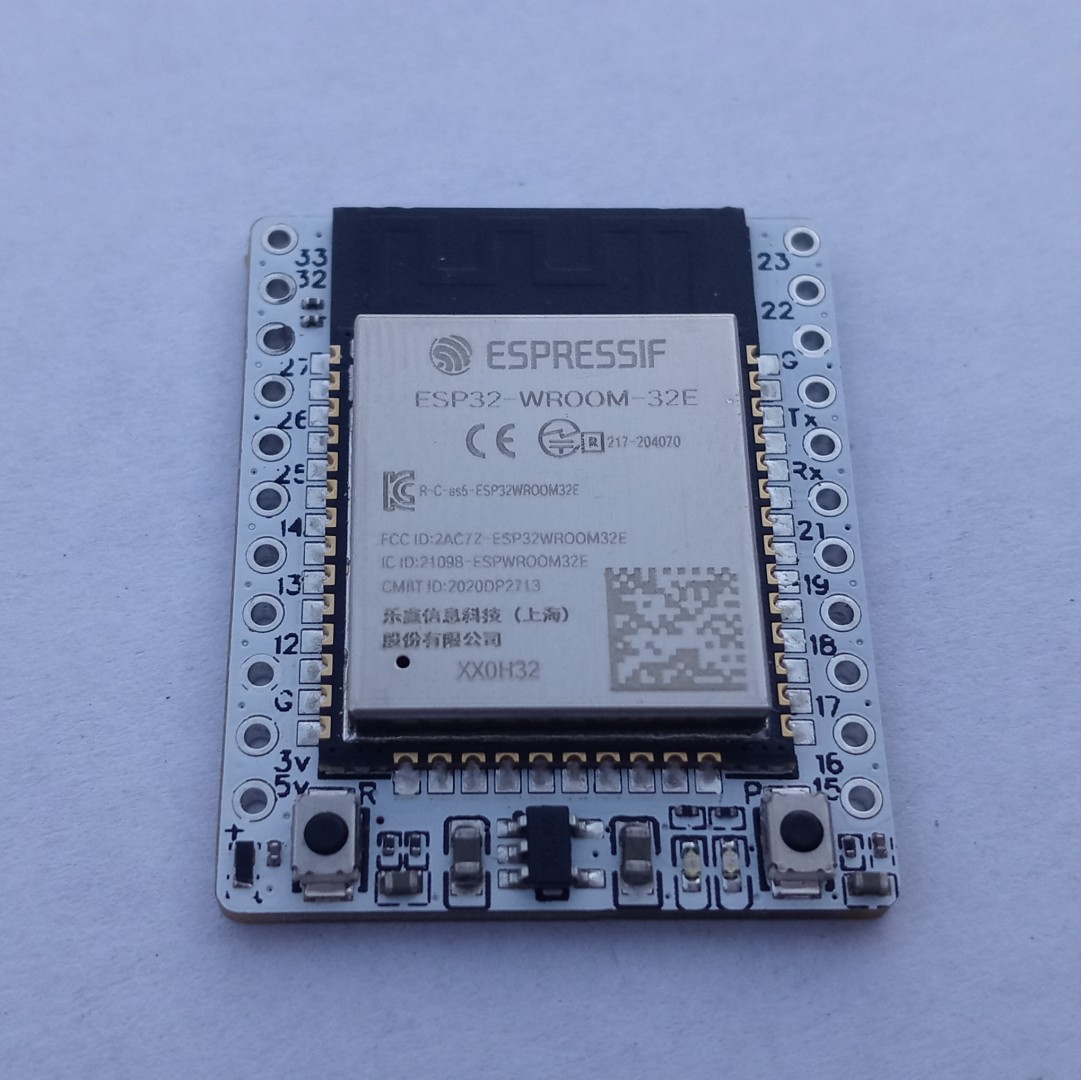 33
32
27
26
25
14
13
12
G
3v
5v
+
R
ESPRESSIF
ESP32-WROOM-32E
CE R 217-204070
R-C-es5-ESP32WROOM32E
FCC ID:2AC7Z-ESP32WROOM32E
IC ID:21098-ESPWROOM32E
CMIIT ID:2020DP2713
乐鑫信息科技（上海）
股份有限公司
XX0H32
23
22
G
Tx
Rx
21
19
18
17
16
15
P